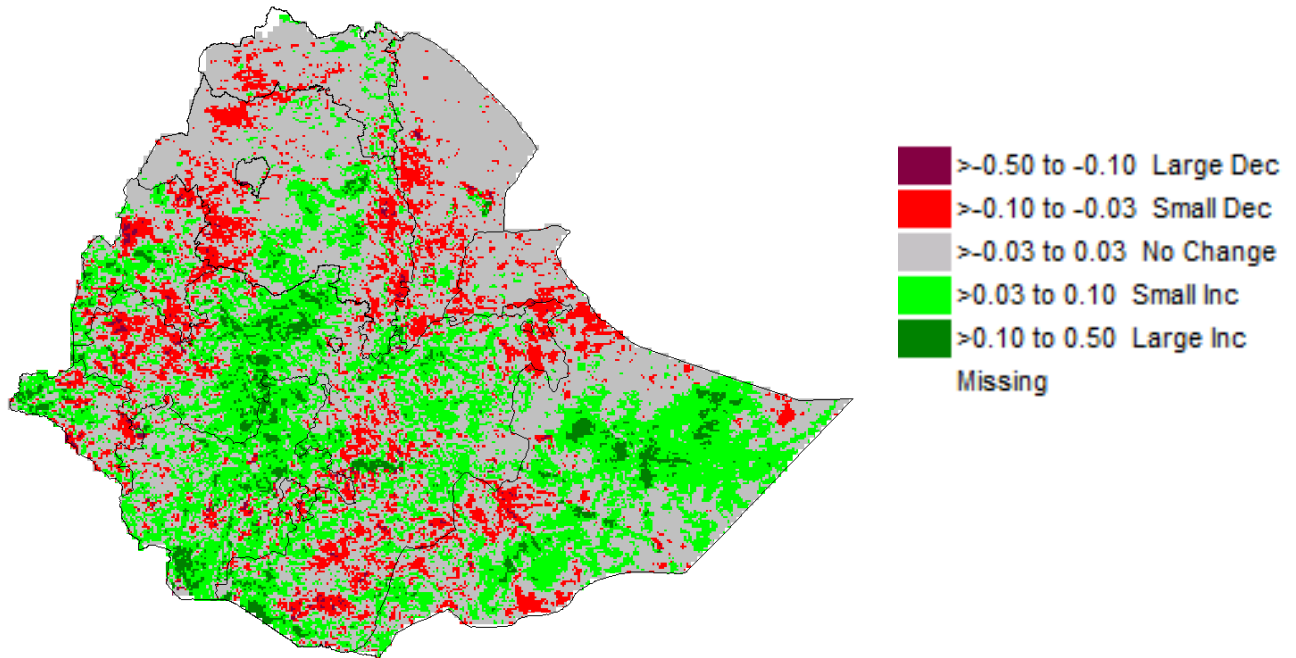 >-0.50 to -0.10 Large Dec
>-0.10 to -0.03 Small Dec
>-0.03 to 0.03 No Change
>0.03 to 0.10 Small Inc
>0.10 to 0.50 Large Inc
Missing